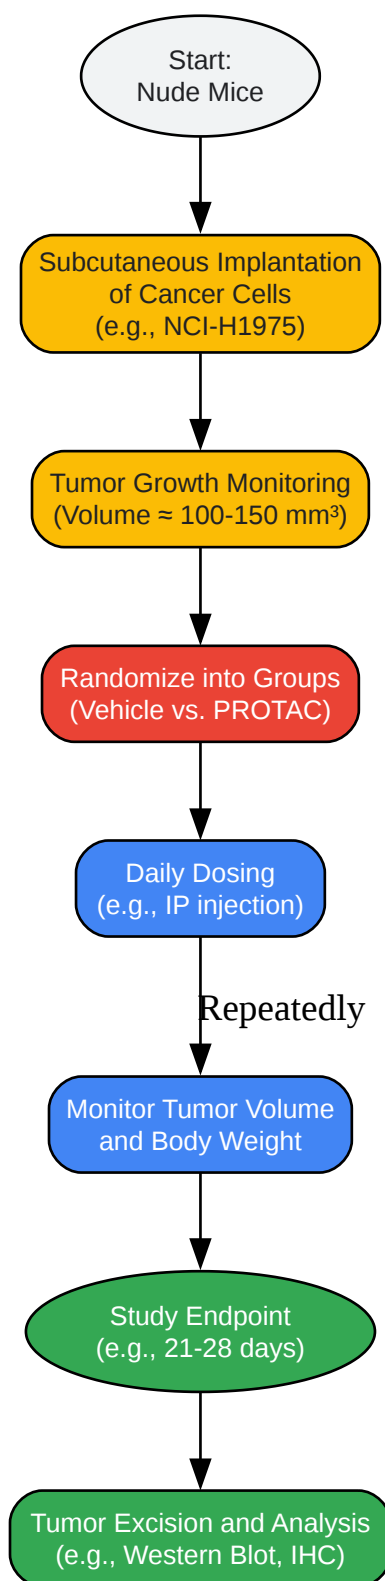 Start:
Nude Mice
Subcutaneous Implantation
of Cancer Cells
(e.g., NCI-H1975)
Tumor Growth Monitoring
(Volume ≈ 100-150 mm³)
Randomize into Groups
(Vehicle vs. PROTAC)
Daily Dosing
(e.g., IP injection)
Repeatedly
Monitor Tumor Volume
and Body Weight
Study Endpoint
(e.g., 21-28 days)
Tumor Excision and Analysis
(e.g., Western Blot, IHC)